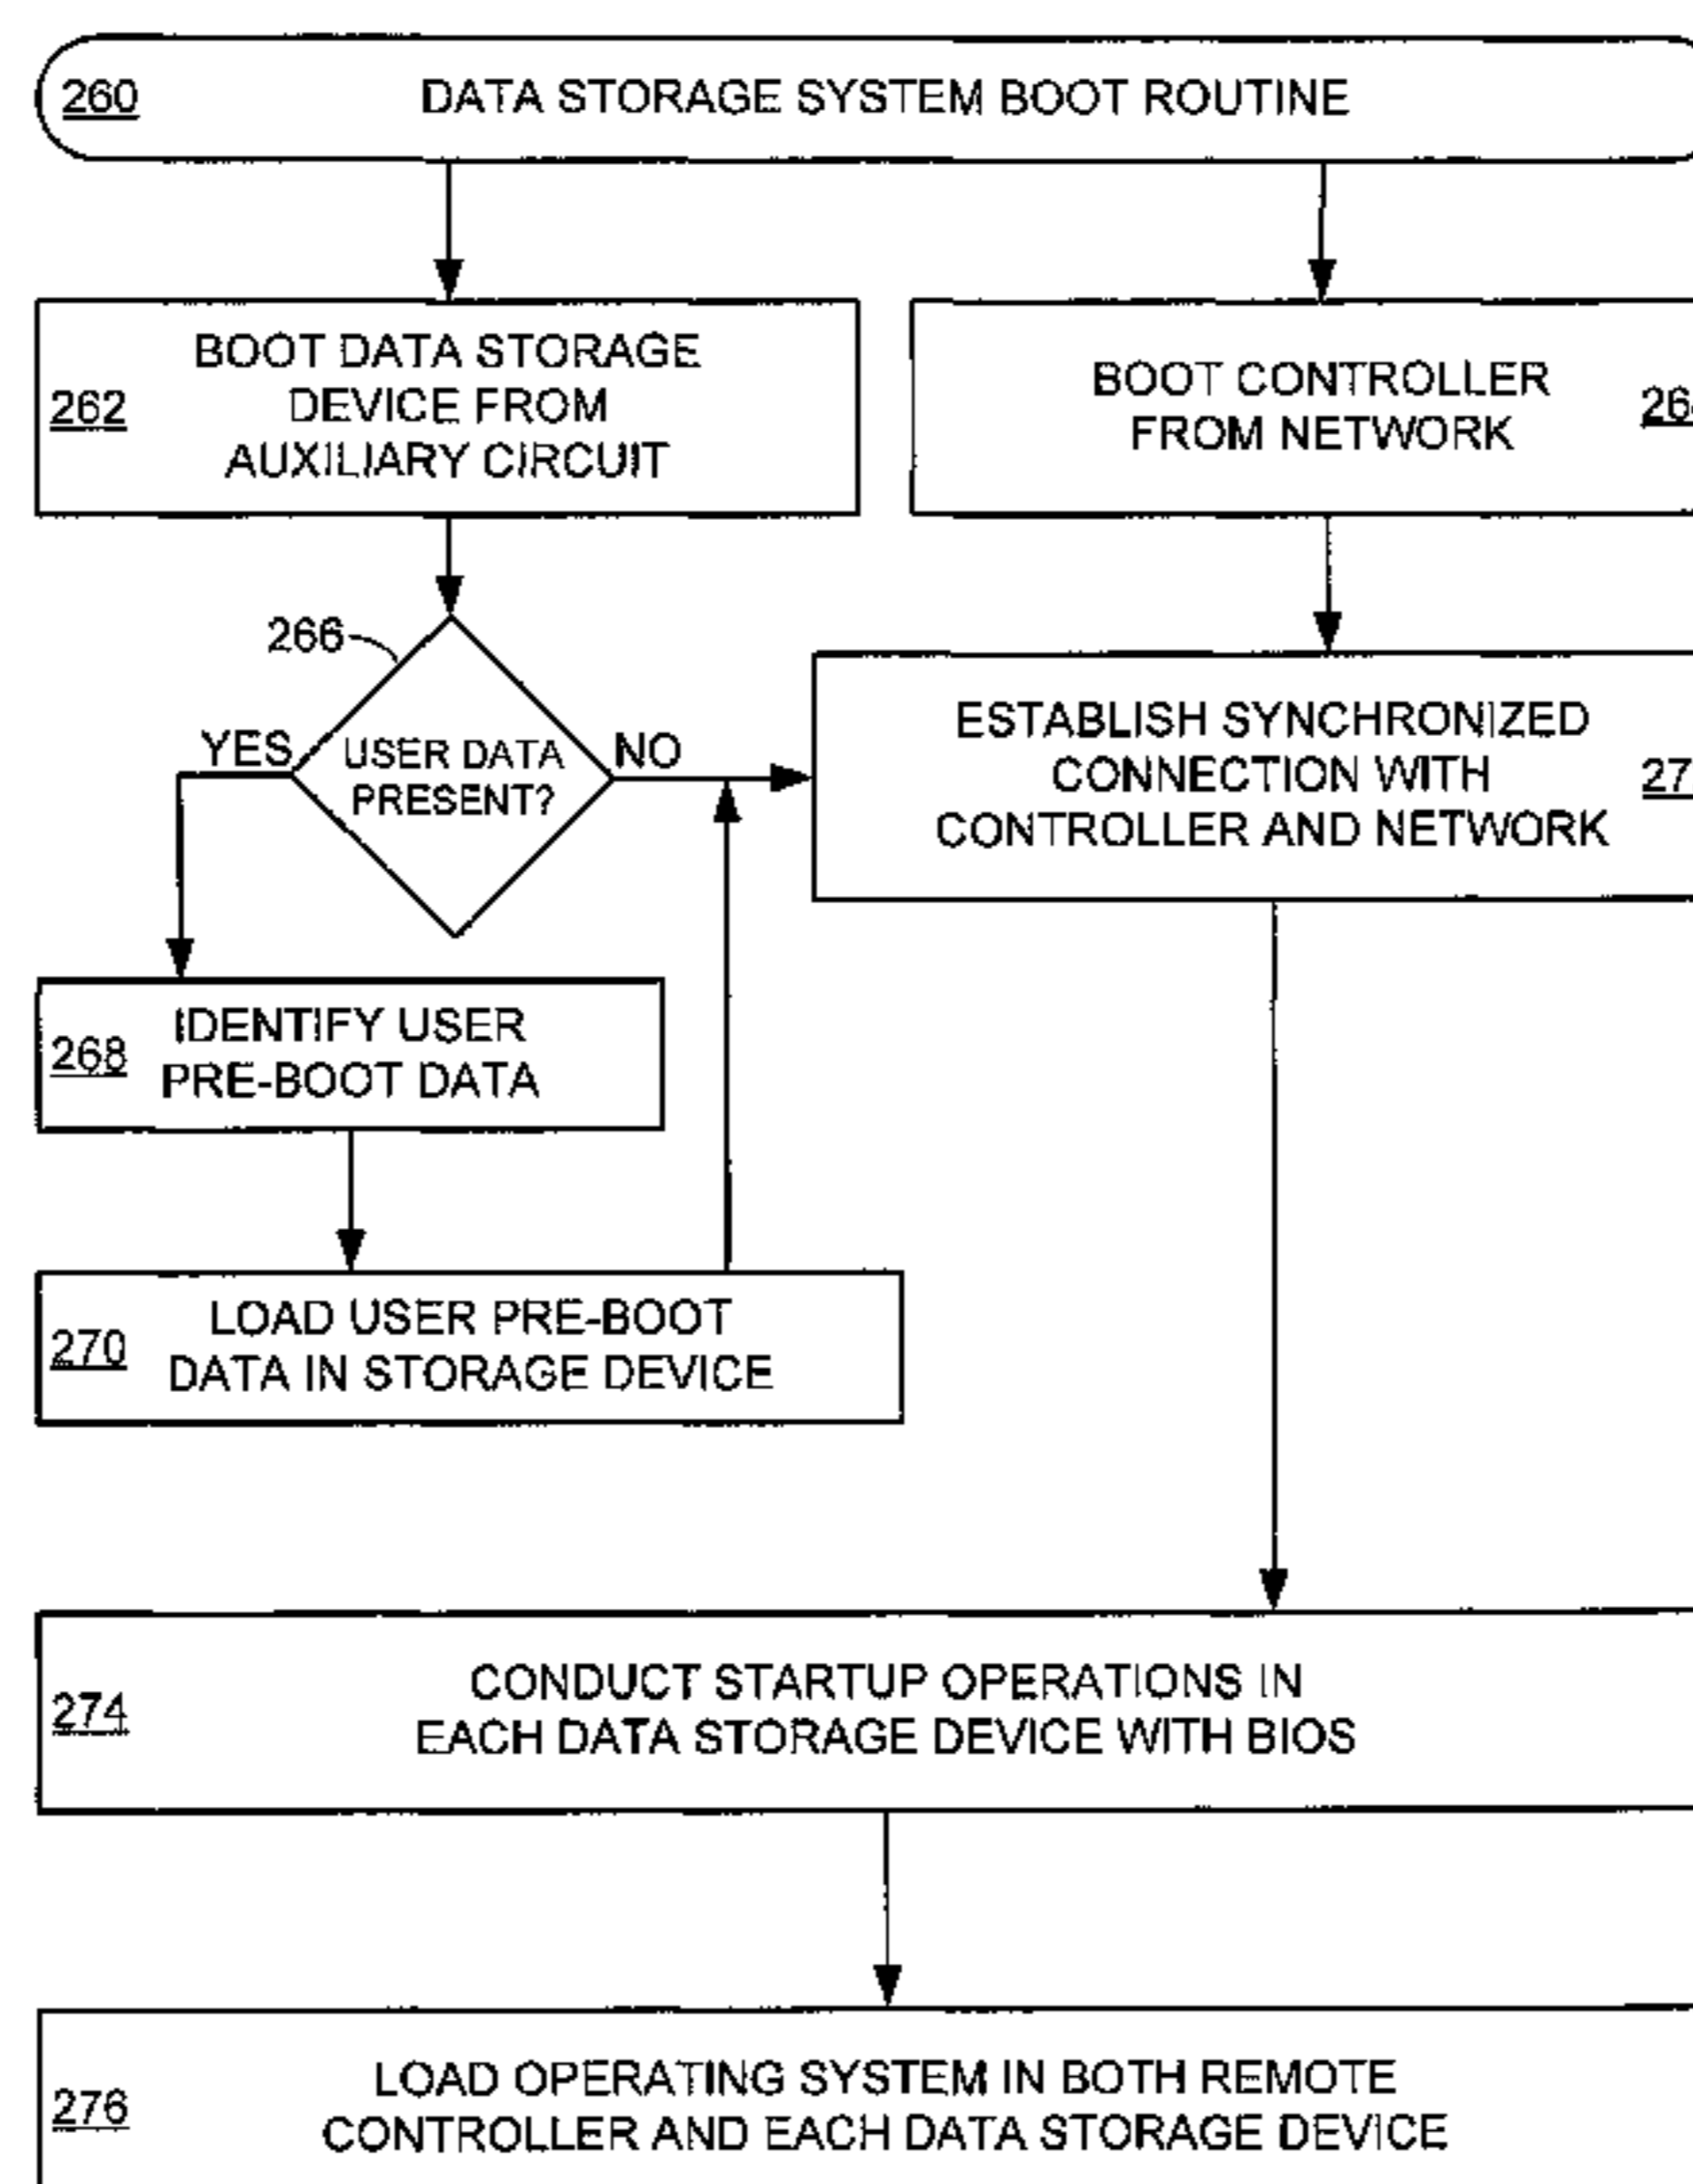 260 DATA STORAGE SYSTEM BOOT ROUTINE
262
BOOT DATA STORAGE
DEVICE FROM
AUXILIARY CIRCUIT
BOOT CONTROLLER
FROM NETWORK
266
YES
USER DATA
PRESENT?
NO
ESTABLISH SYNCHRONIZED
CONNECTION WITH
CONTROLLER AND NETWORK
268
IDENTIFY USER
PRE-BOOT DATA
270
LOAD USER PRE-BOOT
DATA IN STORAGE DEVICE
274
CONDUCT STARTUP OPERATIONS IN
EACH DATA STORAGE DEVICE WITH BIOS
276
LOAD OPERATING SYSTEM IN BOTH REMOTE
CONTROLLER AND EACH DATA STORAGE DEVICE